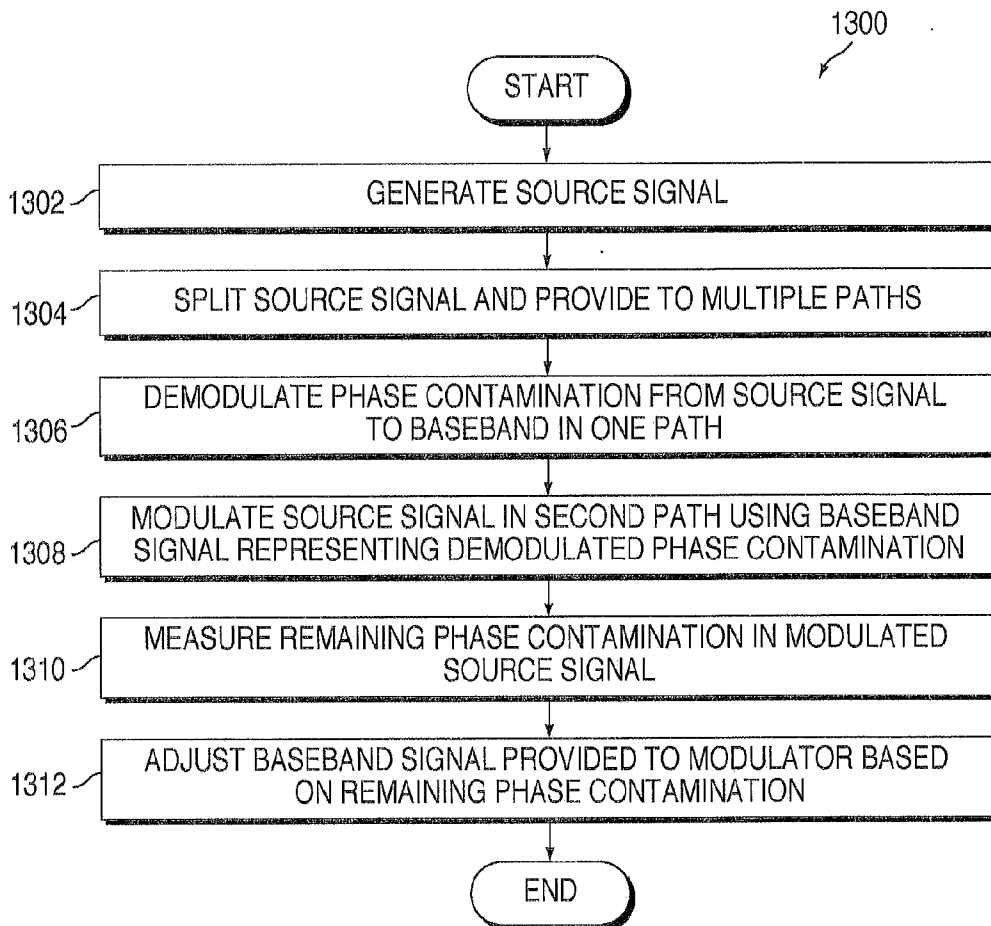 1300
START
1302
GENERATE SOURCE SIGNAL
1304
SPLIT SOURCE SIGNAL AND PROVIDE TO MULTIPLE PATHS
1306
DEMODULATE PHASE CONTAMINATION FROM SOURCE SIGNAL
TO BASEBAND IN ONE PATH
1308
MODULATE SOURCE SIGNAL IN SECOND PATH USING BASEBAND
SIGNAL REPRESENTING DEMODULATED PHASE CONTAMINATION
1310
MEASURE REMAINING PHASE CONTAMINATION IN MODULATED
SOURCE SIGNAL
1312
ADJUST BASEBAND SIGNAL PROVIDED TO MODULATOR BASED
ON REMAINING PHASE CONTAMINATION
END